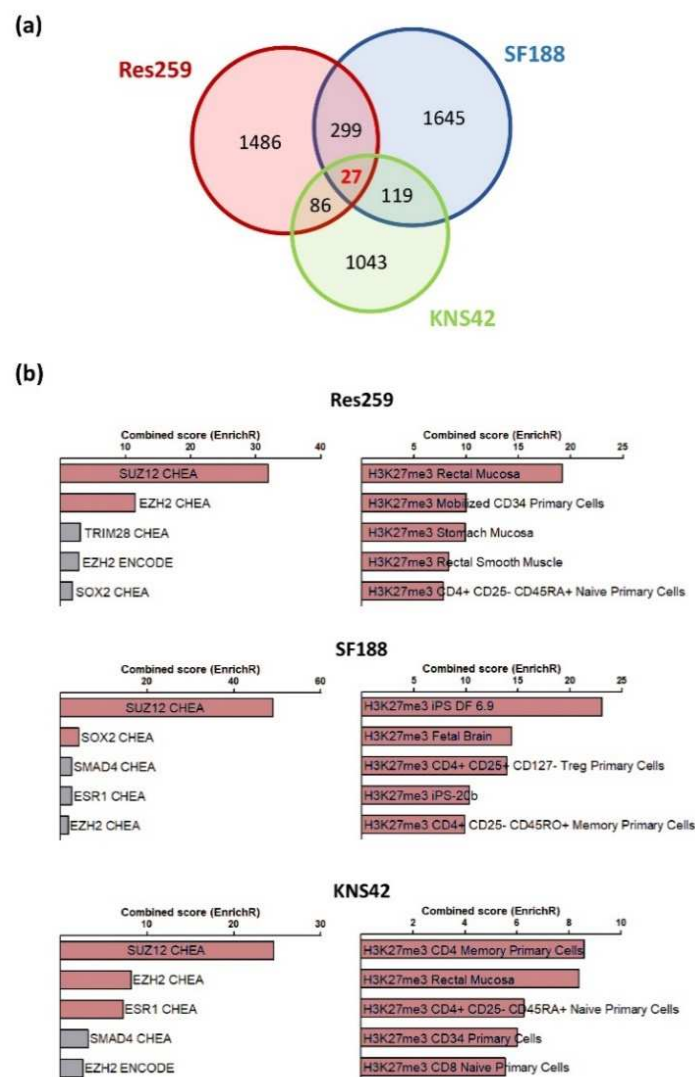 (a)
Res259
SF188
1486
299
1645
27
86
119
1043
KNS42
(b)
Res259
Combined score (EnrichR)
10 20 30 40
SUZ12 CHEA
EZH2 CHEA
TRIM28 CHEA
EZH2 ENCODE
SOX2 CHEA
Combined score (EnrichR)
5 10 15 20 25
H3K27me3 Rectal Mucosa
H3K27me3 Mobilized CD34 Primary Cells
H3K27me3 Stomach Mucosa
H3K27me3 Rectal Smooth Muscle
H3K27me3 CD4+ CD25- CD45RA+ Naive Primary Cells
SF188
Combined score (EnrichR)
20 40 60
SUZ12 CHEA
SOX2 CHEA
SMAD4 CHEA
ESR1 CHEA
EZH2 CHEA
Combined score (EnrichR)
5 10 15 20 25
H3K27me3 iPS DF 6.9
H3K27me3 Fetal Brain
H3K27me3 CD4+ CD25+ CD127- Treg Primary Cells
H3K27me3 iPS-20b
H3K27me3 CD4+ CD25- CD45RO+ Memory Primary Cells
KNS42
Combined score (EnrichR)
10 20 30
SUZ12 CHEA
EZH2 CHEA
ESR1 CHEA
SMAD4 CHEA
EZH2 ENCODE
Combined score (EnrichR)
2 4 6 8 10
H3K27me3 CD4 Memory Primary Cells
H3K27me3 Rectal Mucosa
H3K27me3 CD4+ CD25- CD45RA+ Naive Primary Cells
H3K27me3 CD34 Primary Cells
H3K27me3 CD8 Naive Primary Cells